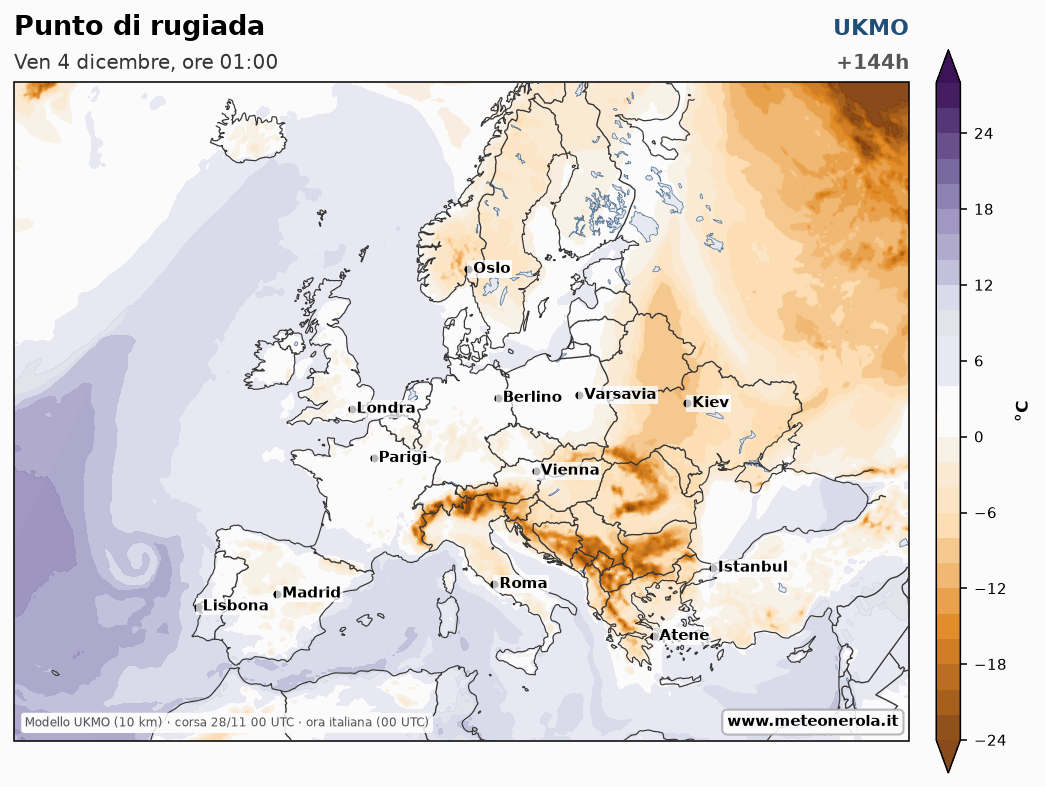 Punto di rugiada
UKMO
Ven 4 dicembre, ore 01:00
+144h
Oslo
Londra
Berlino
Varsavia
Kiev
Parigi
Vienna
Istanbul
Roma
Madrid
Lisbona
Atene
24
18
12
6
0
−6
−12
−18
−24
°C
Modello UKMO (10 km) · corsa 28/11 00 UTC · ora italiana (00 UTC)
www.meteonerola.it